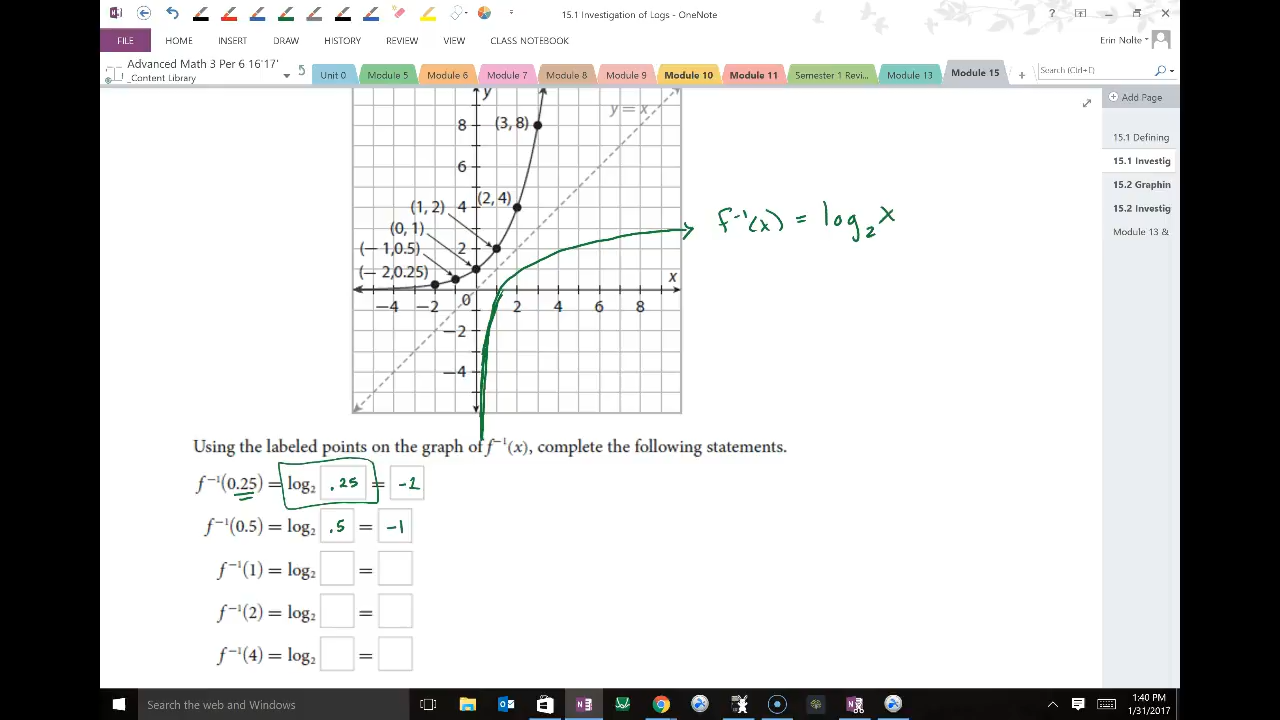 15.1 Investigation of Logs - OneNote
FILE HOME INSERT DRAW HISTORY REVIEW VIEW CLASS NOTEBOOK
Erin Nolte
Advanced Math 3 Per 6 16'17'
_Content Library
5 Unit 0 Module 5 Module 6 Module 7 Module 8 Module 9 Module 10 Module 11 Semester 1 Revi... Module 13 Module 15
Search (Ctrl+E)
Add Page
15.1 Defining
15.1 Investig
15.2 Graphin
15.2 Investig
Module 13 &
y
y = x
8 (3, 8)
6
(2, 4)
4
(1, 2)
(0, 1)
2
(− 1,0.5)
(− 2,0.25)
x
−4 −2 0 2 4 6 8
−2
−4
f⁻¹(x) = log₂ x
Using the labeled points on the graph of f⁻¹(x), complete the following statements.
f⁻¹(0.25) = log₂ .25 = -2
f⁻¹(0.5) = log₂ .5 = -1
f⁻¹(1) = log₂ =
f⁻¹(2) = log₂ =
f⁻¹(4) = log₂ =
Search the web and Windows
1:40 PM
1/31/2017